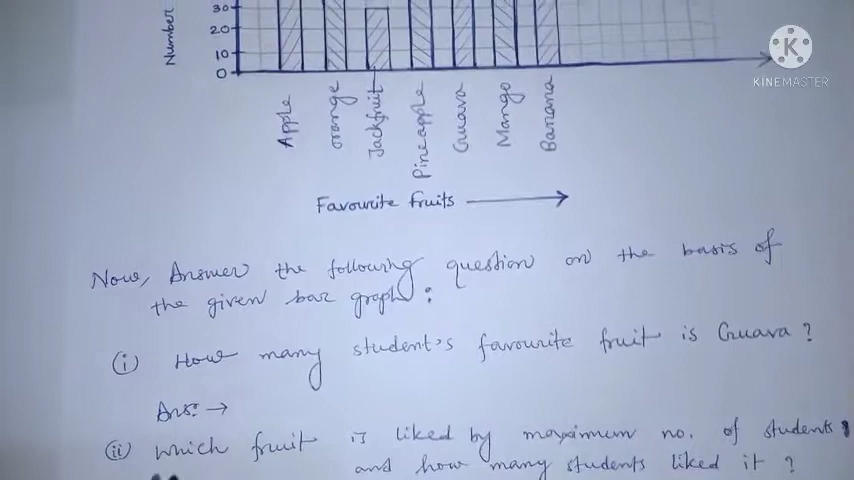 Number
30
20
10
0
KINEMASTER
Apple
orange
Jackfruit
Pineapple
Guava
Mango
Banana
Favourite fruits
Now, Answer the following question on the basis of
the given bar graph:
(i) How many student's favourite fruit is Guava?
Ans: →
(ii) which fruit is liked by maximum no. of students,
and how many students liked it?